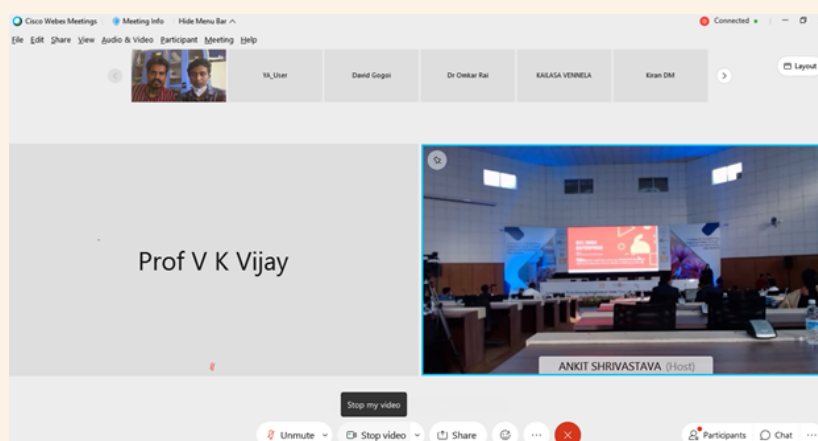 Cisco Webex Meetings Meeting Info Hide Menu Bar
Connected
File Edit Share View Audio & Video Participant Meeting Help
YA_User David Gogoi Dr Omkar Rai KAILASA VENNELA Kiran DM
Layout
Prof V K Vijay
ANKIT SHRIVASTAVA (Host)
Stop my video
Unmute Stop video Share
Participants Chat